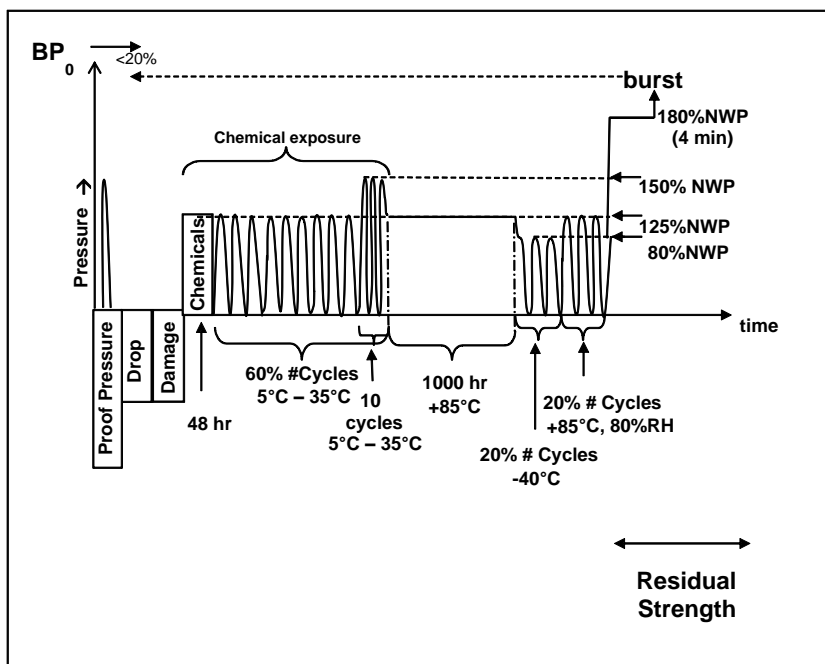 BP0
<20%
burst
180%NWP
(4 min)
Chemical exposure
150% NWP
125%NWP
80%NWP
Pressure
Chemicals
time
Proof Pressure
Drop
Damage
48 hr
60% #Cycles
5°C – 35°C
10
cycles
5°C – 35°C
1000 hr
+85°C
20% # Cycles
+85°C, 80%RH
20% # Cycles
-40°C
Residual
Strength